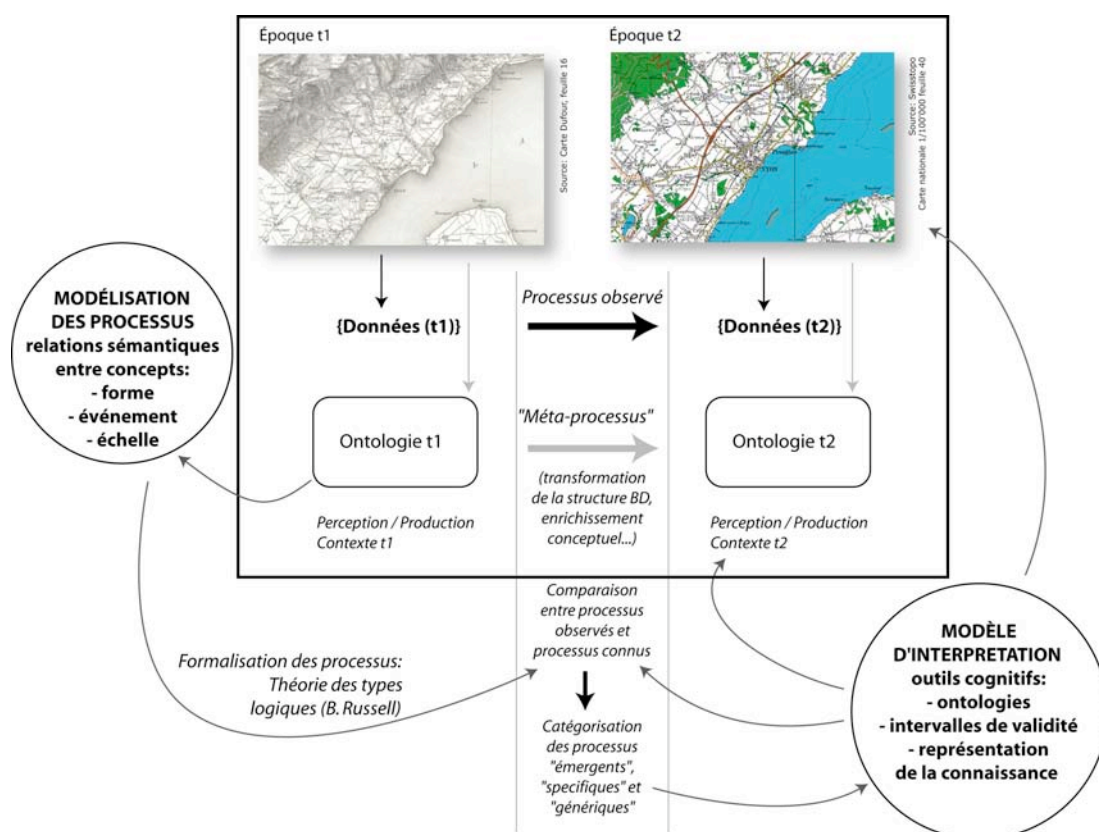 Époque t1
Époque t2
Source: Carte Dufour, feuille 16
Source: Swisstopo
Carte nationale 1/100'000 feuille 40
MODÉLISATION
DES PROCESSUS
relations sémantiques
entre concepts:
- forme
- événement
- échelle
Processus observé
{Données (t1)}
{Données (t2)}
"Méta-processus"
Ontologie t1
Ontologie t2
(transformation
de la structure BD,
enrichissement
conceptuel...)
Perception / Production
Contexte t1
Perception / Production
Contexte t2
Comparaison
entre processus
observés et
processus connus
Formalisation des processus:
Théorie des types
logiques (B. Russell)
Catégorisation
des processus
"émergents",
"specifiques" et
"génériques"
MODÈLE
D'INTERPRETATION
outils cognitifs:
- ontologies
- intervalles de validité
- représentation
de la connaissance